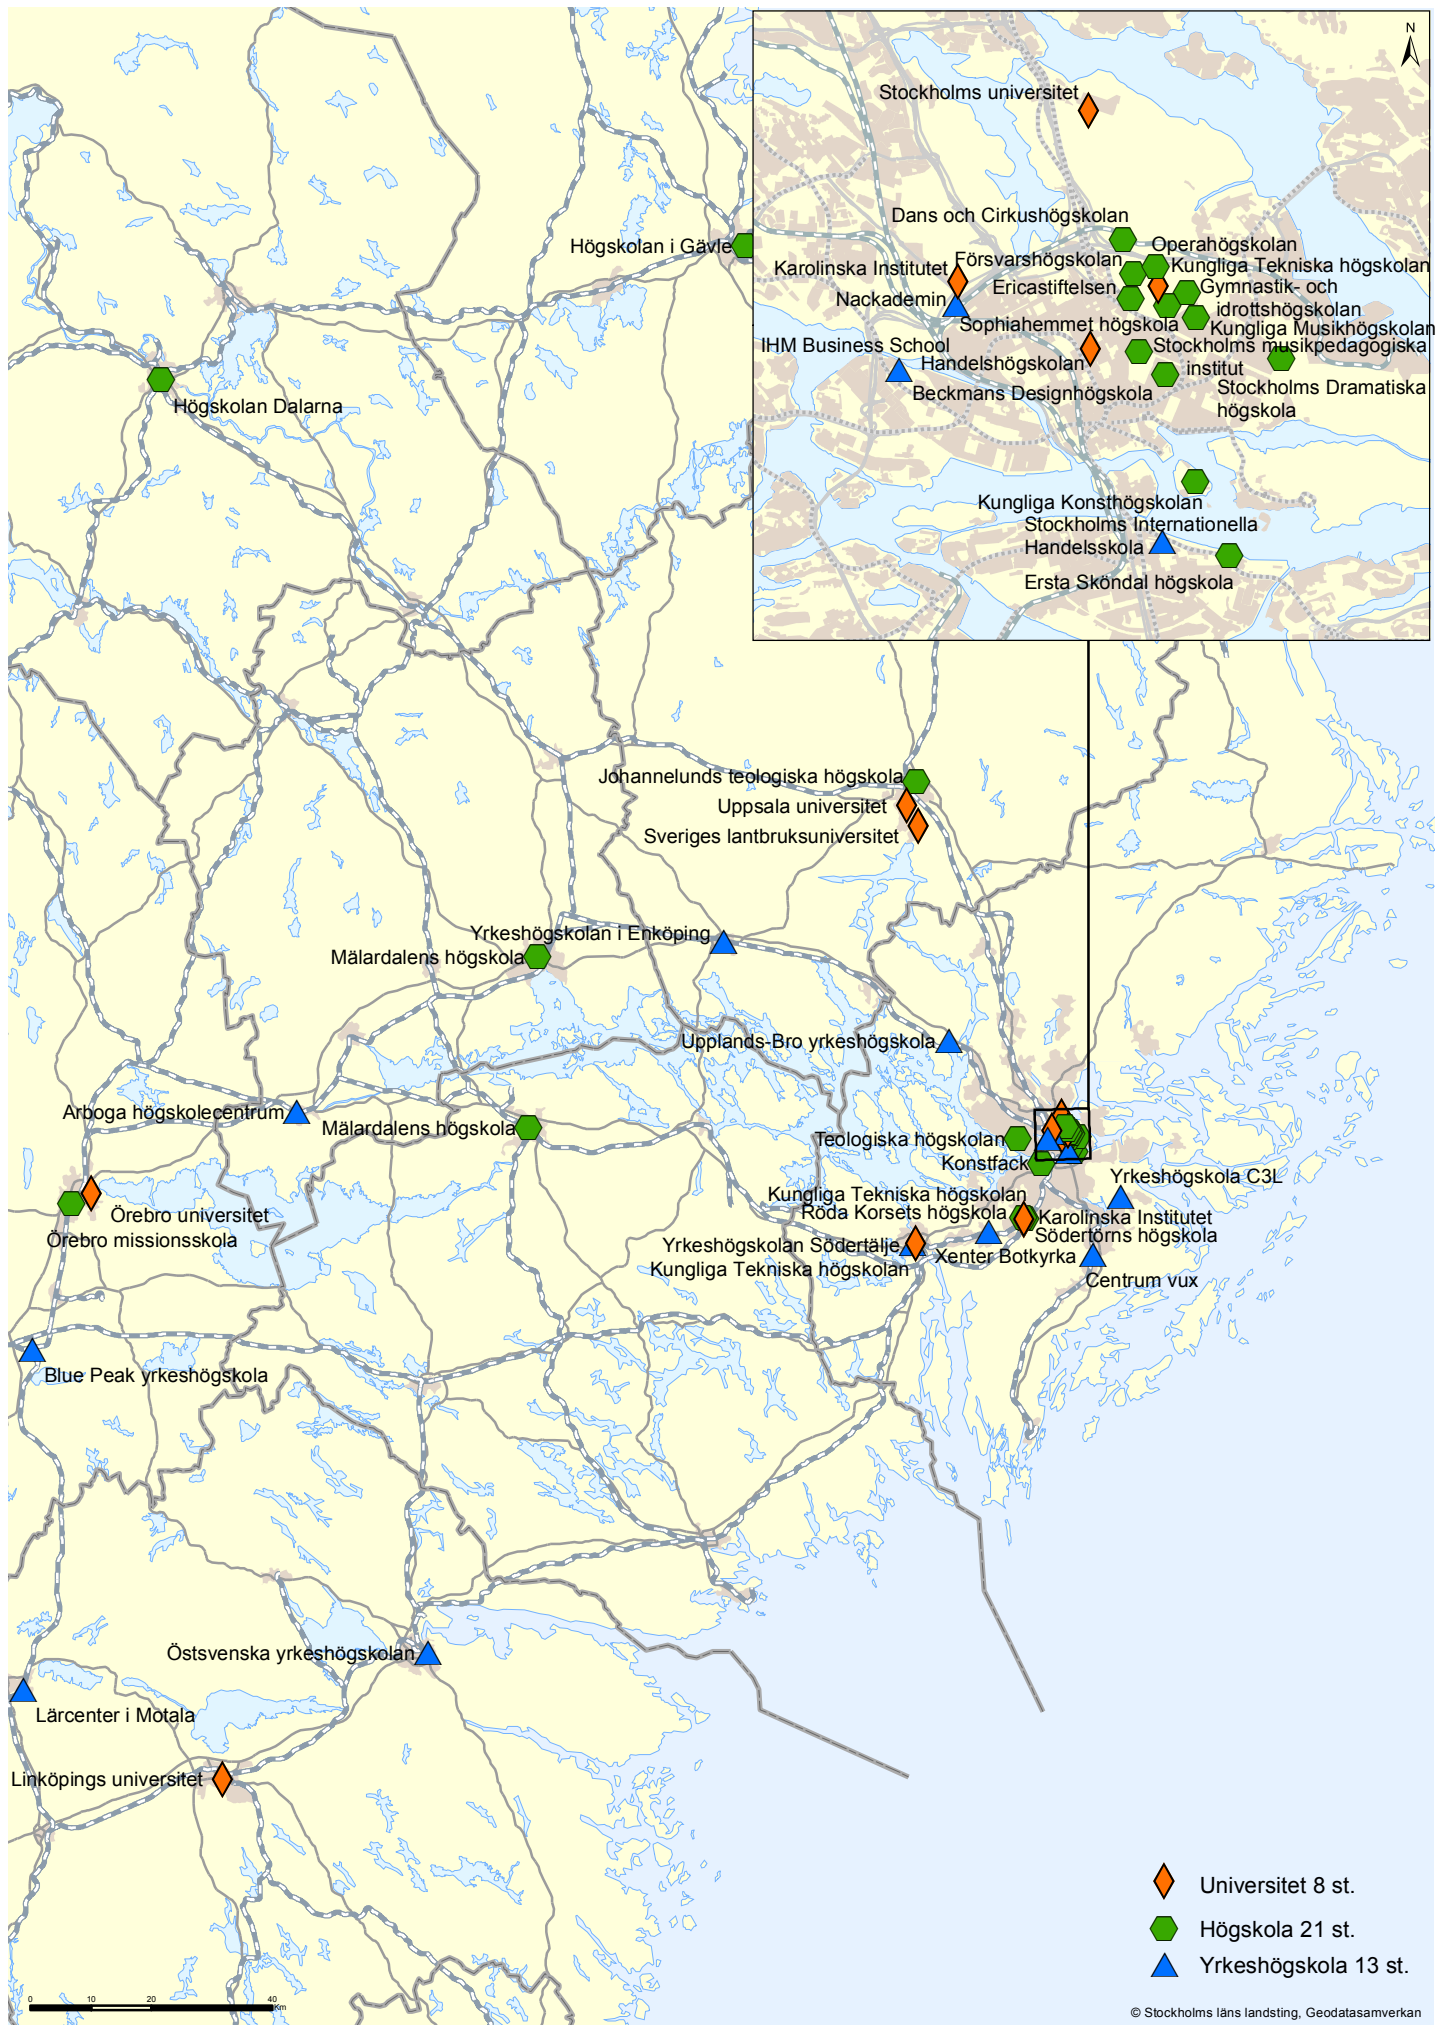 N
Stockholms universitet
Dans och Cirkushögskolan
Operahögskolan
Försvarshögskolan
Karolinska Institutet
Kungliga Tekniska högskolan
Ericastiftelsen
Gymnastik- och
idrottshögskolan
Nackademin
Sophiahemmet högskola
Kungliga Musikhögskolan
IHM Business School
Stockholms musikpedagogiska
institut
Handelshögskolan
Beckmans Designhögskola
Stockholms Dramatiska
högskola
Kungliga Konsthögskolan
Stockholms Internationella
Handelsskola
Ersta Sköndal högskola
Högskolan i Gävle
Högskolan Dalarna
Johannelunds teologiska högskola
Uppsala universitet
Sveriges lantbruksuniversitet
Yrkeshögskolan i Enköping
Mälardalens högskola
Upplands-Bro yrkeshögskola
Arboga högskolecentrum
Mälardalens högskola
Teologiska högskolan
Konstfack
Yrkeshögskola C3L
Kungliga Tekniska högskolan
Röda Korsets högskola
Karolinska Institutet
Södertörns högskola
Örebro universitet
Örebro missionsskola
Yrkeshögskolan Södertälje
Xenter Botkyrka
Kungliga Tekniska högskolan
Centrum vux
Blue Peak yrkeshögskola
Östsvenska yrkeshögskolan
Lärcenter i Motala
Linköpings universitet
Universitet 8 st.
Högskola 21 st.
Yrkeshögskola 13 st.
0 10 20 40
Km
© Stockholms läns landsting, Geodatasamverkan